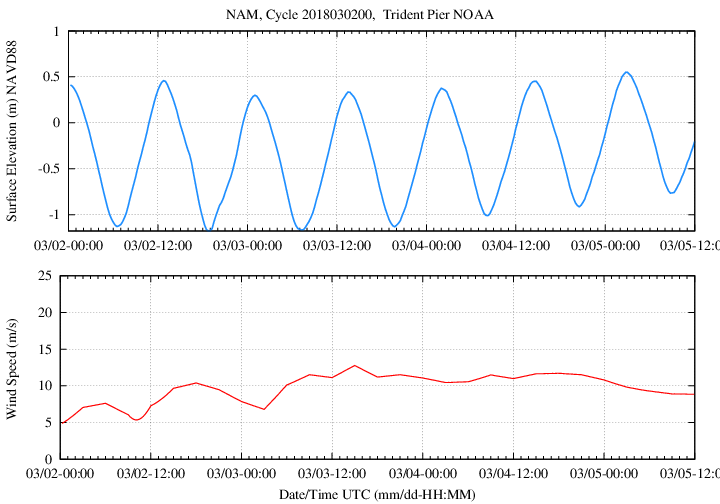 NAM, Cycle 2018030200,  Trident Pier NOAA
Surface Elevation (m) NAVD88
1
0.5
0
-0.5
-1
03/02-00:00 03/02-12:00 03/03-00:00 03/03-12:00 03/04-00:00 03/04-12:00 03/05-00:00 03/05-12:0
Wind Speed (m/s)
25
20
15
10
5
0
03/02-00:00 03/02-12:00 03/03-00:00 03/03-12:00 03/04-00:00 03/04-12:00 03/05-00:00 03/05-12:0
Date/Time UTC (mm/dd-HH:MM)